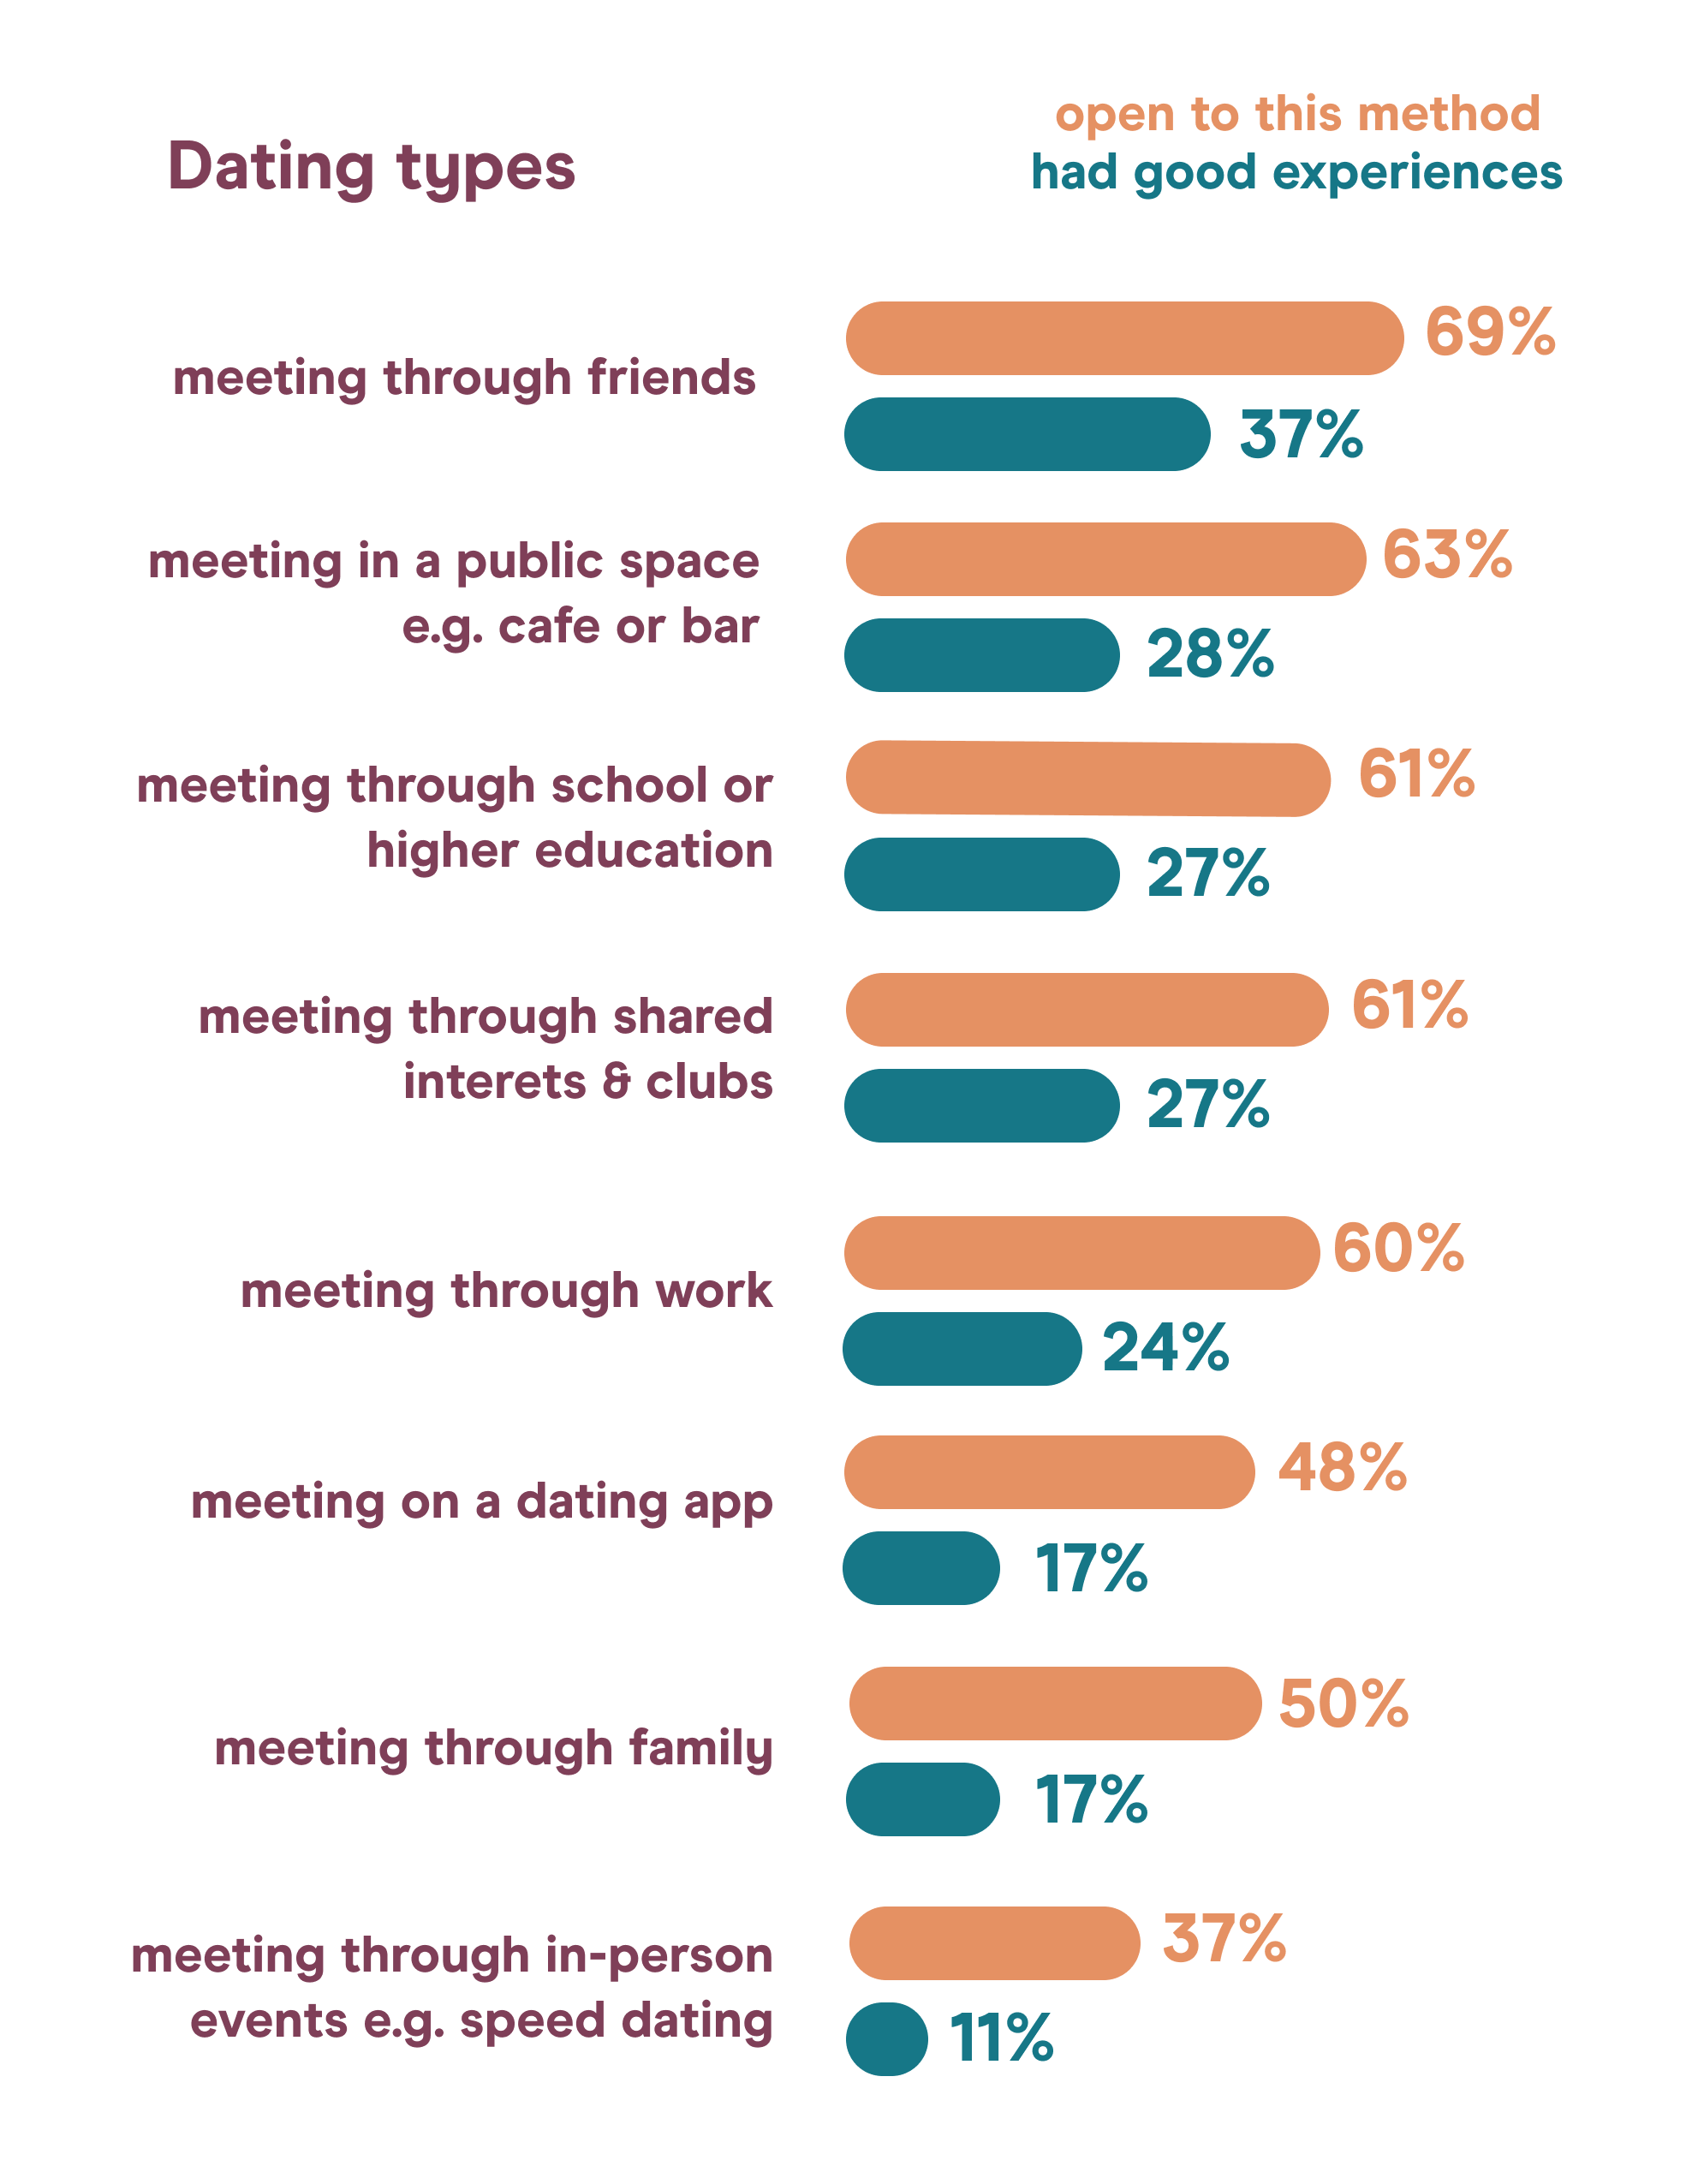 Dating types
open to this method
had good experiences
meeting through friends
69%
37%
meeting in a public space
e.g. cafe or bar
63%
28%
meeting through school or
higher education
61%
27%
meeting through shared
interets & clubs
61%
27%
meeting through work
60%
24%
meeting on a dating app
48%
17%
meeting through family
50%
17%
meeting through in-person
events e.g. speed dating
37%
11%